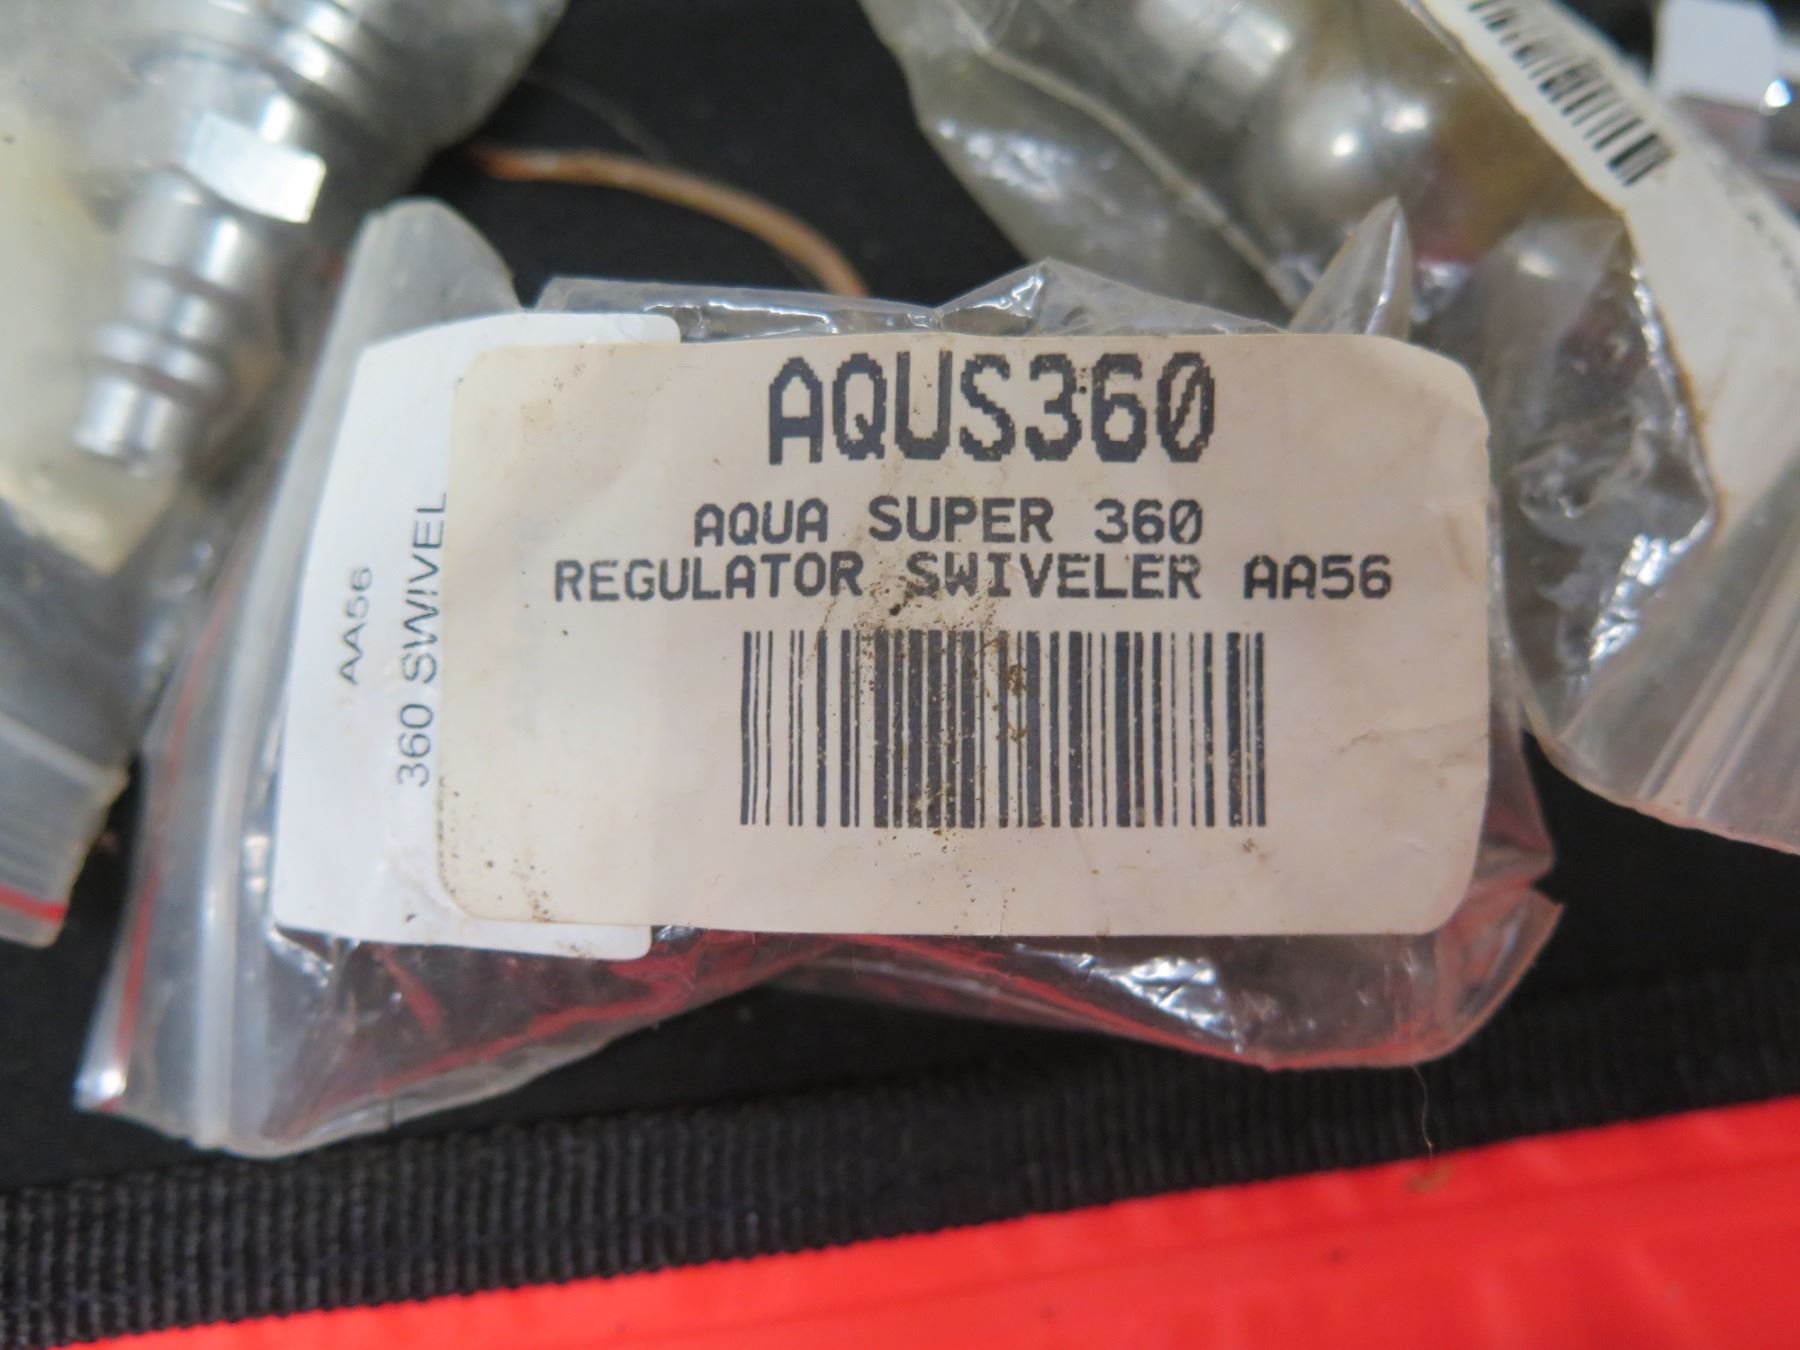 AQUS360
AQUA SUPER 360
REGULATOR SWIVELER AA56
AA56
360 SWIVEL